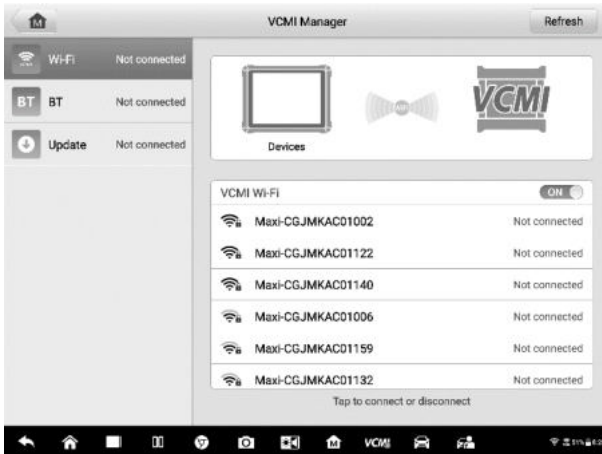 M
VCMI Manager
Refresh
Wi-Fi
Not connected
BT
BT
Not connected
Update
Not connected
VCMI
Devices
VCMI Wi-Fi
ON
Maxi-CGJMKAC01002
Not connected
Maxi-CGJMKAC01122
Not connected
Maxi-CGJMKAC01140
Not connected
Maxi-CGJMKAC01006
Not connected
Maxi-CGJMKAC01159
Not connected
Maxi-CGJMKAC01132
Not connected
Tap to connect or disconnect
M
VCMI